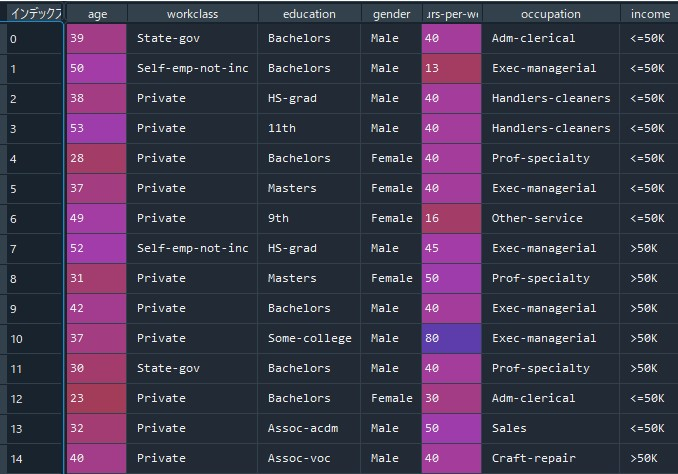 インデックス age workclass education gender urs-per-we occupation income
0 39 State-gov Bachelors Male 40 Adm-clerical <=50K
1 50 Self-emp-not-inc Bachelors Male 13 Exec-managerial <=50K
2 38 Private HS-grad Male 40 Handlers-cleaners <=50K
3 53 Private 11th Male 40 Handlers-cleaners <=50K
4 28 Private Bachelors Female 40 Prof-specialty <=50K
5 37 Private Masters Male 40 Exec-managerial <=50K
6 49 Private 9th Female 16 Other-service <=50K
7 52 Self-emp-not-inc HS-grad Male 45 Exec-managerial >50K
8 31 Private Masters Female 50 Prof-specialty >50K
9 42 Private Bachelors Male 40 Exec-managerial >50K
10 37 Private Some-college Male 80 Exec-managerial >50K
11 30 State-gov Bachelors Male 40 Prof-specialty >50K
12 23 Private Bachelors Female 30 Adm-clerical <=50K
13 32 Private Assoc-acdm Male 50 Sales <=50K
14 40 Private Assoc-voc Male 40 Craft-repair >50K